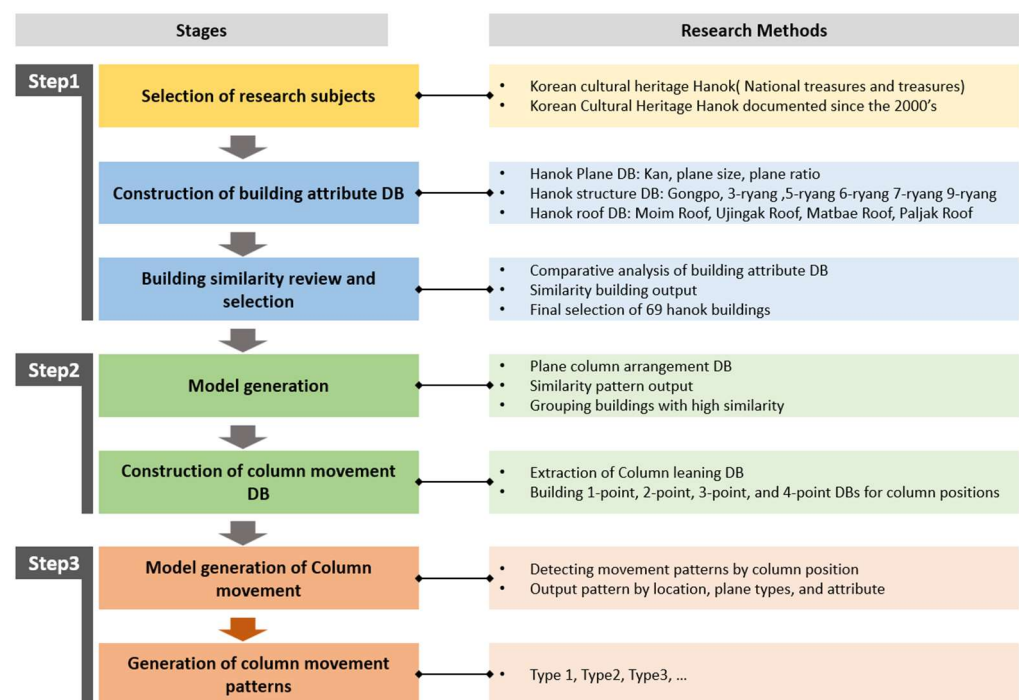 Stages
Research Methods
Step1
Selection of research subjects
• Korean cultural heritage Hanok( National treasures and treasures)
• Korean Cultural Heritage Hanok documented since the 2000's
Construction of building attribute DB
• Hanok Plane DB: Kan, plane size, plane ratio
• Hanok structure DB: Gongpo, 3-ryang ,5-ryang 6-ryang 7-ryang 9-ryang
• Hanok roof DB: Moim Roof, Ujingak Roof, Matbae Roof, Paljak Roof
Building similarity review and
selection
• Comparative analysis of building attribute DB
• Similarity building output
• Final selection of 69 hanok buildings
Step2
Model generation
• Plane column arrangement DB
• Similarity pattern output
• Grouping buildings with high similarity
Construction of column movement
DB
• Extraction of Column leaning DB
• Building 1-point, 2-point, 3-point, and 4-point DBs for column positions
Step3
Model generation of Column
movement
• Detecting movement patterns by column position
• Output pattern by location, plane types, and attribute
Generation of column movement
patterns
• Type 1, Type2, Type3, ...